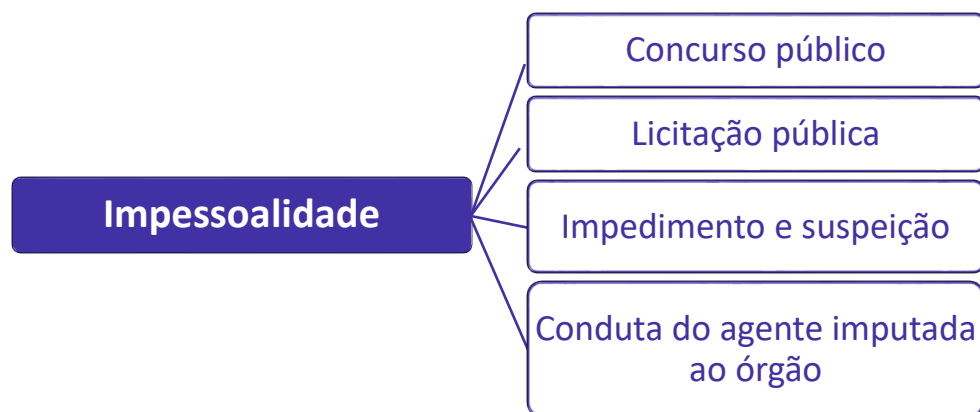 Concurso público
Licitação pública
Impessoalidade
Impedimento e suspeição
Conduta do agente imputada
ao órgão